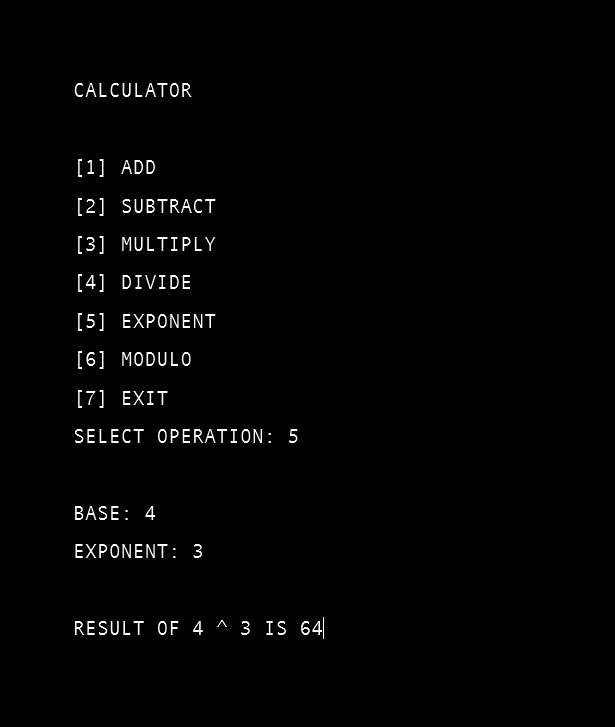 CALCULATOR
[1] ADD
[2] SUBTRACT
[3] MULTIPLY
[4] DIVIDE
[5] EXPONENT
[6] MODULO
[7] EXIT
SELECT OPERATION: 5
BASE: 4
EXPONENT: 3
RESULT OF 4 ^ 3 IS 64